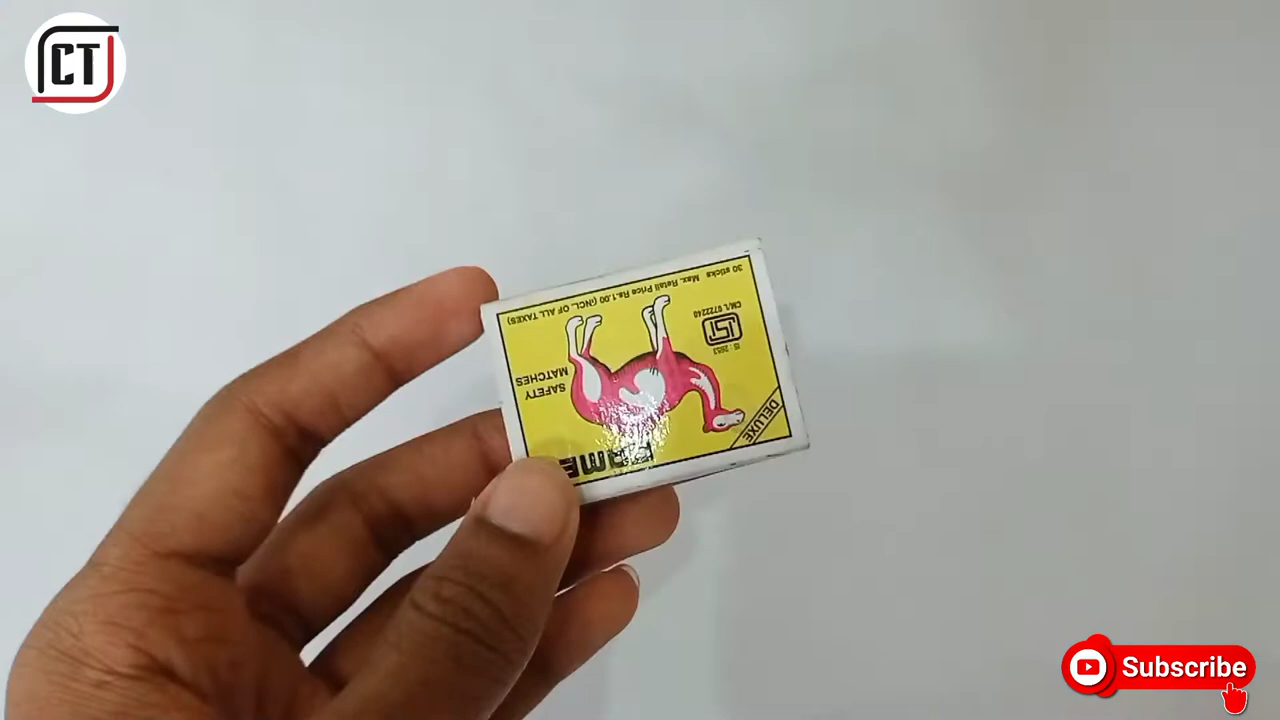 CT
30 sticks Max. Retail Price Rs.1.00 (INCL. OF ALL TAXES)
CM/L 0722240
ISI
IS : 2653
SAFETY
MATCHES
DELUXE
Subscribe